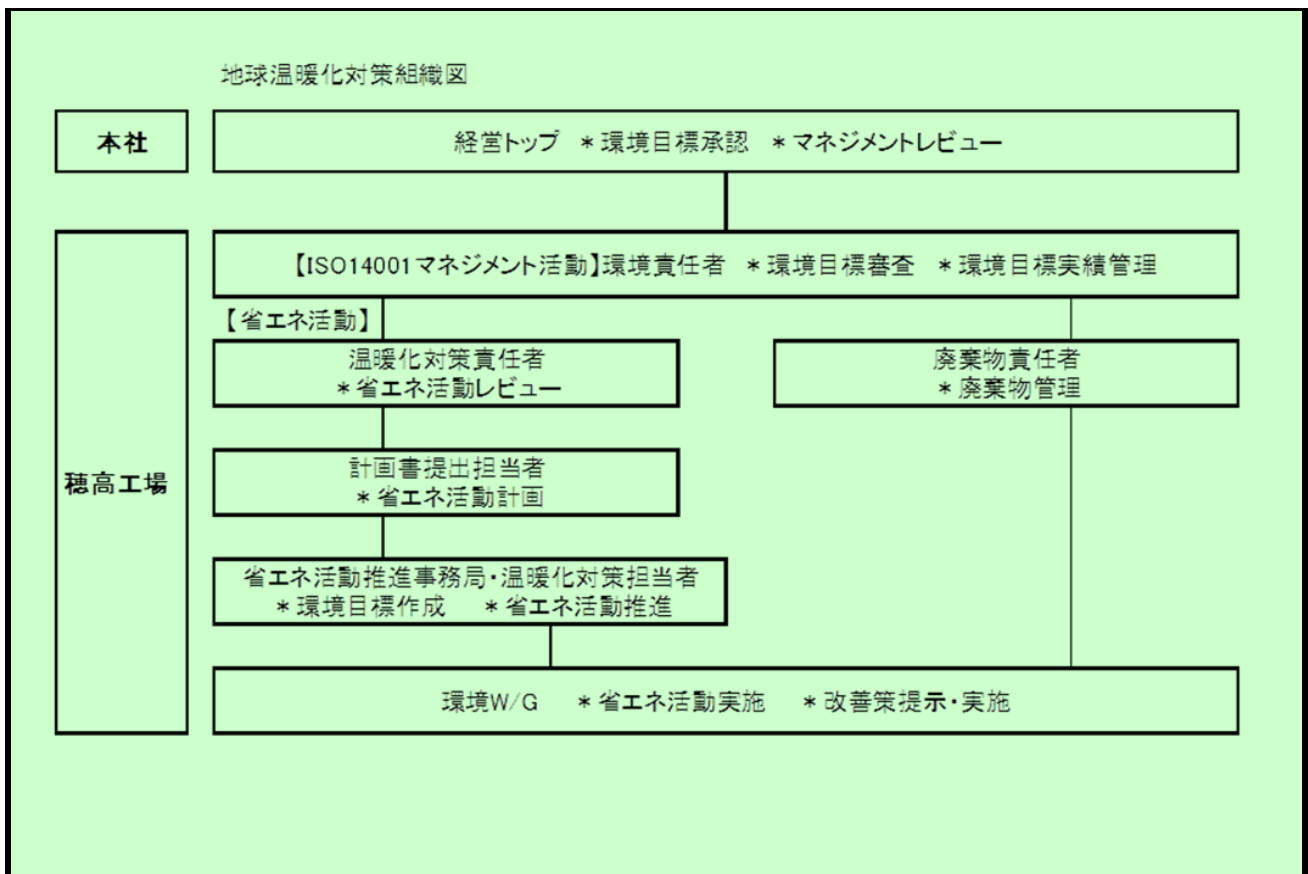 地球温暖化対策組織図
本社
経営トップ ＊環境目標承認 ＊マネジメントレビュー
【ISO14001マネジメント活動】環境責任者 ＊環境目標審査 ＊環境目標実績管理
【省エネ活動】
温暖化対策責任者
＊省エネ活動レビュー
廃棄物責任者
＊廃棄物管理
穂高工場
計画書提出担当者
＊省エネ活動計画
省エネ活動推進事務局・温暖化対策担当者
＊環境目標作成 ＊省エネ活動推進
環境W/G ＊省エネ活動実施 ＊改善策提示・実施